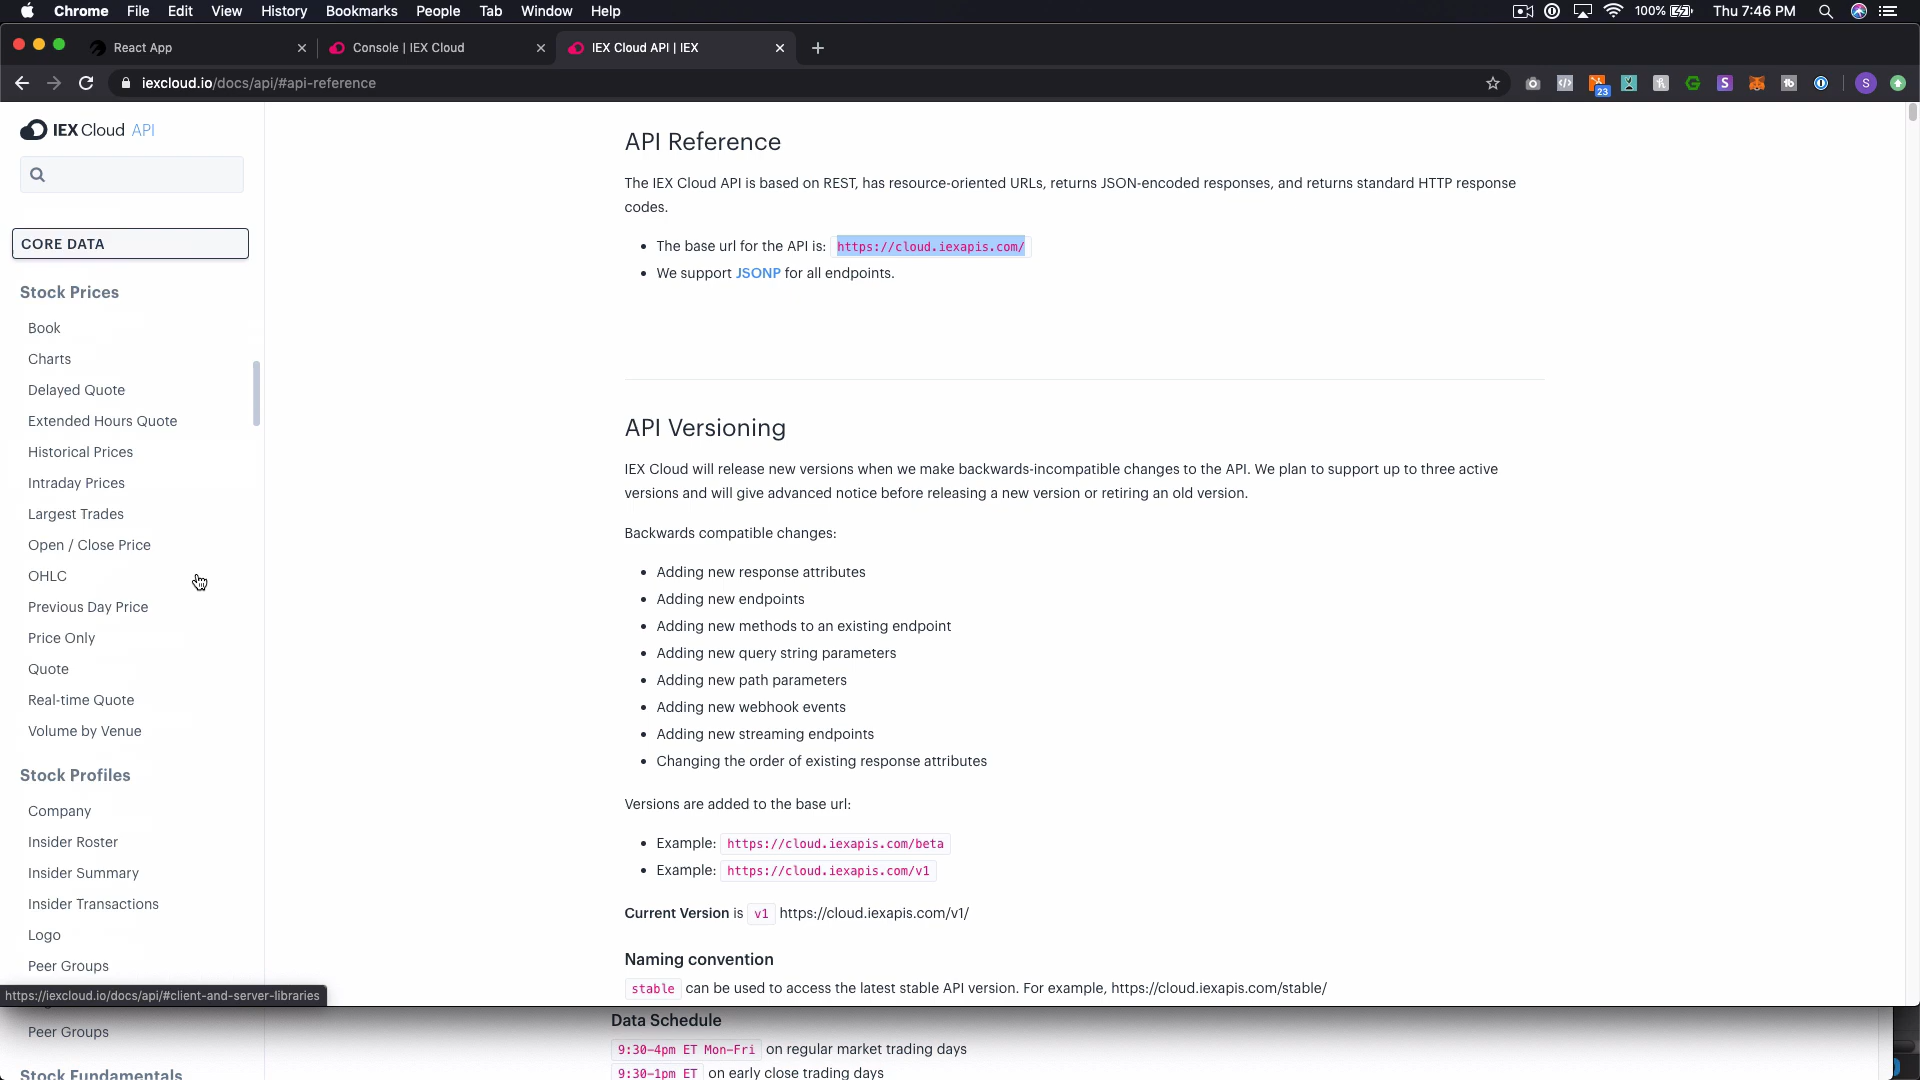 Chrome File Edit View History Bookmarks People Tab Window Help 100% Thu 7:46 PM
React App Console | IEX Cloud IEX Cloud API | IEX
iexcloud.io/docs/api/#api-reference 23 S tb S
IEX Cloud API
CORE DATA
Stock Prices
Book
Charts
Delayed Quote
Extended Hours Quote
Historical Prices
Intraday Prices
Largest Trades
Open / Close Price
OHLC
Previous Day Price
Price Only
Quote
Real-time Quote
Volume by Venue
Stock Profiles
Company
Insider Roster
Insider Summary
Insider Transactions
Logo
Peer Groups
https://iexcloud.io/docs/api/#client-and-server-libraries
Peer Groups
Stock Fundamentals
API Reference
The IEX Cloud API is based on REST, has resource-oriented URLs, returns JSON-encoded responses, and returns standard HTTP response
codes.
• The base url for the API is: https://cloud.iexapis.com/
• We support JSONP for all endpoints.
API Versioning
IEX Cloud will release new versions when we make backwards-incompatible changes to the API. We plan to support up to three active
versions and will give advanced notice before releasing a new version or retiring an old version.
Backwards compatible changes:
• Adding new response attributes
• Adding new endpoints
• Adding new methods to an existing endpoint
• Adding new query string parameters
• Adding new path parameters
• Adding new webhook events
• Adding new streaming endpoints
• Changing the order of existing response attributes
Versions are added to the base url:
• Example: https://cloud.iexapis.com/beta
• Example: https://cloud.iexapis.com/v1
Current Version is v1 https://cloud.iexapis.com/v1/
Naming convention
stable can be used to access the latest stable API version. For example, https://cloud.iexapis.com/stable/
Data Schedule
9:30-4pm ET Mon-Fri on regular market trading days
9:30-1pm ET on early close trading days